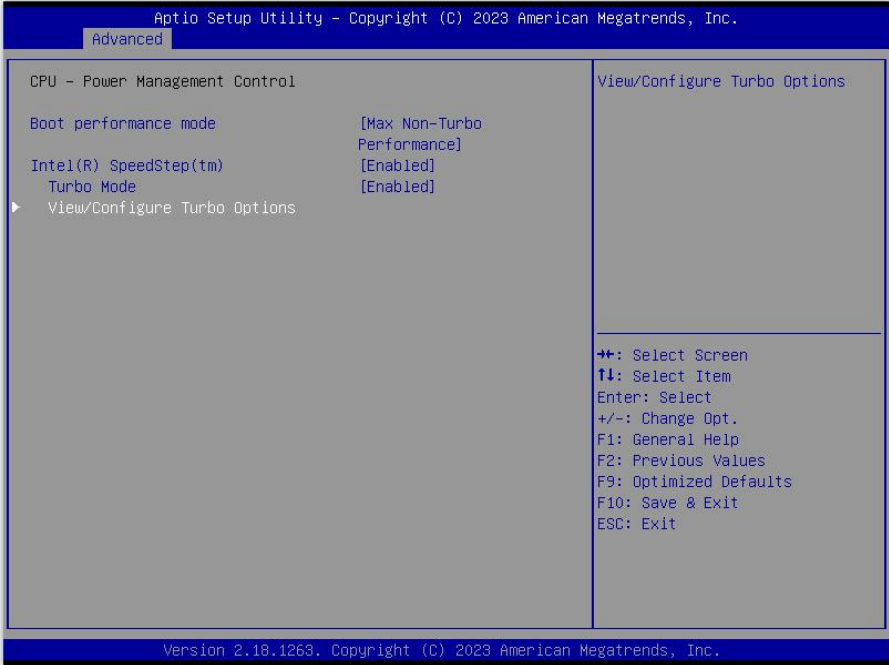 Aptio Setup Utility – Copyright (C) 2023 American Megatrends, Inc.
Advanced
CPU – Power Management Control
Boot performance mode [Max Non-Turbo
Performance]
Intel(R) SpeedStep(tm) [Enabled]
Turbo Mode [Enabled]
View/Configure Turbo Options
View/Configure Turbo Options
→←: Select Screen
↑↓: Select Item
Enter: Select
+/-: Change Opt.
F1: General Help
F2: Previous Values
F9: Optimized Defaults
F10: Save & Exit
ESC: Exit
Version 2.18.1263. Copyright (C) 2023 American Megatrends, Inc.